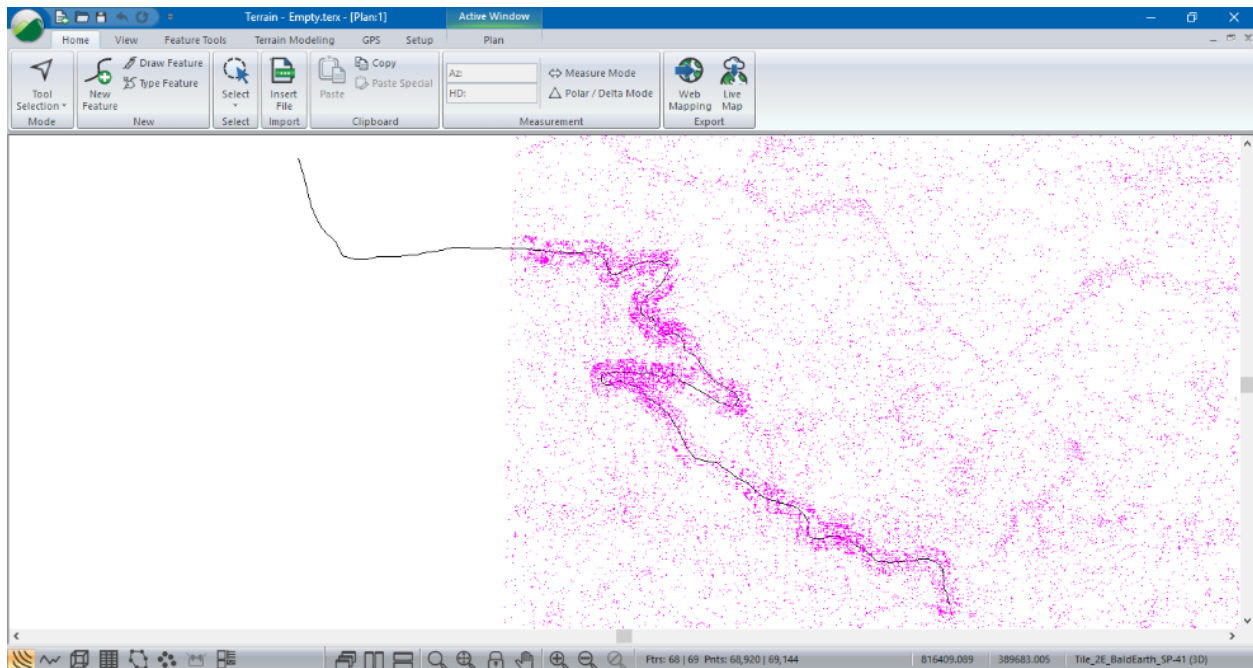 Terrain - Empty.terx - [Plan:1]
Active Window
Home View Feature Tools Terrain Modeling GPS Setup Plan
Tool Selection
New Feature
Draw Feature
Type Feature
Select
Insert File
Paste
Copy
Paste Special
Az:
HD:
Measure Mode
Polar / Delta Mode
Web Mapping
Live Map
Mode New Select Import Clipboard Measurement Export
Ftrs: 68 | 69 Pnts: 68,920 | 69,144 816409.089 389683.005 Tile_2E_BaldEarth_SP-41 (3D)